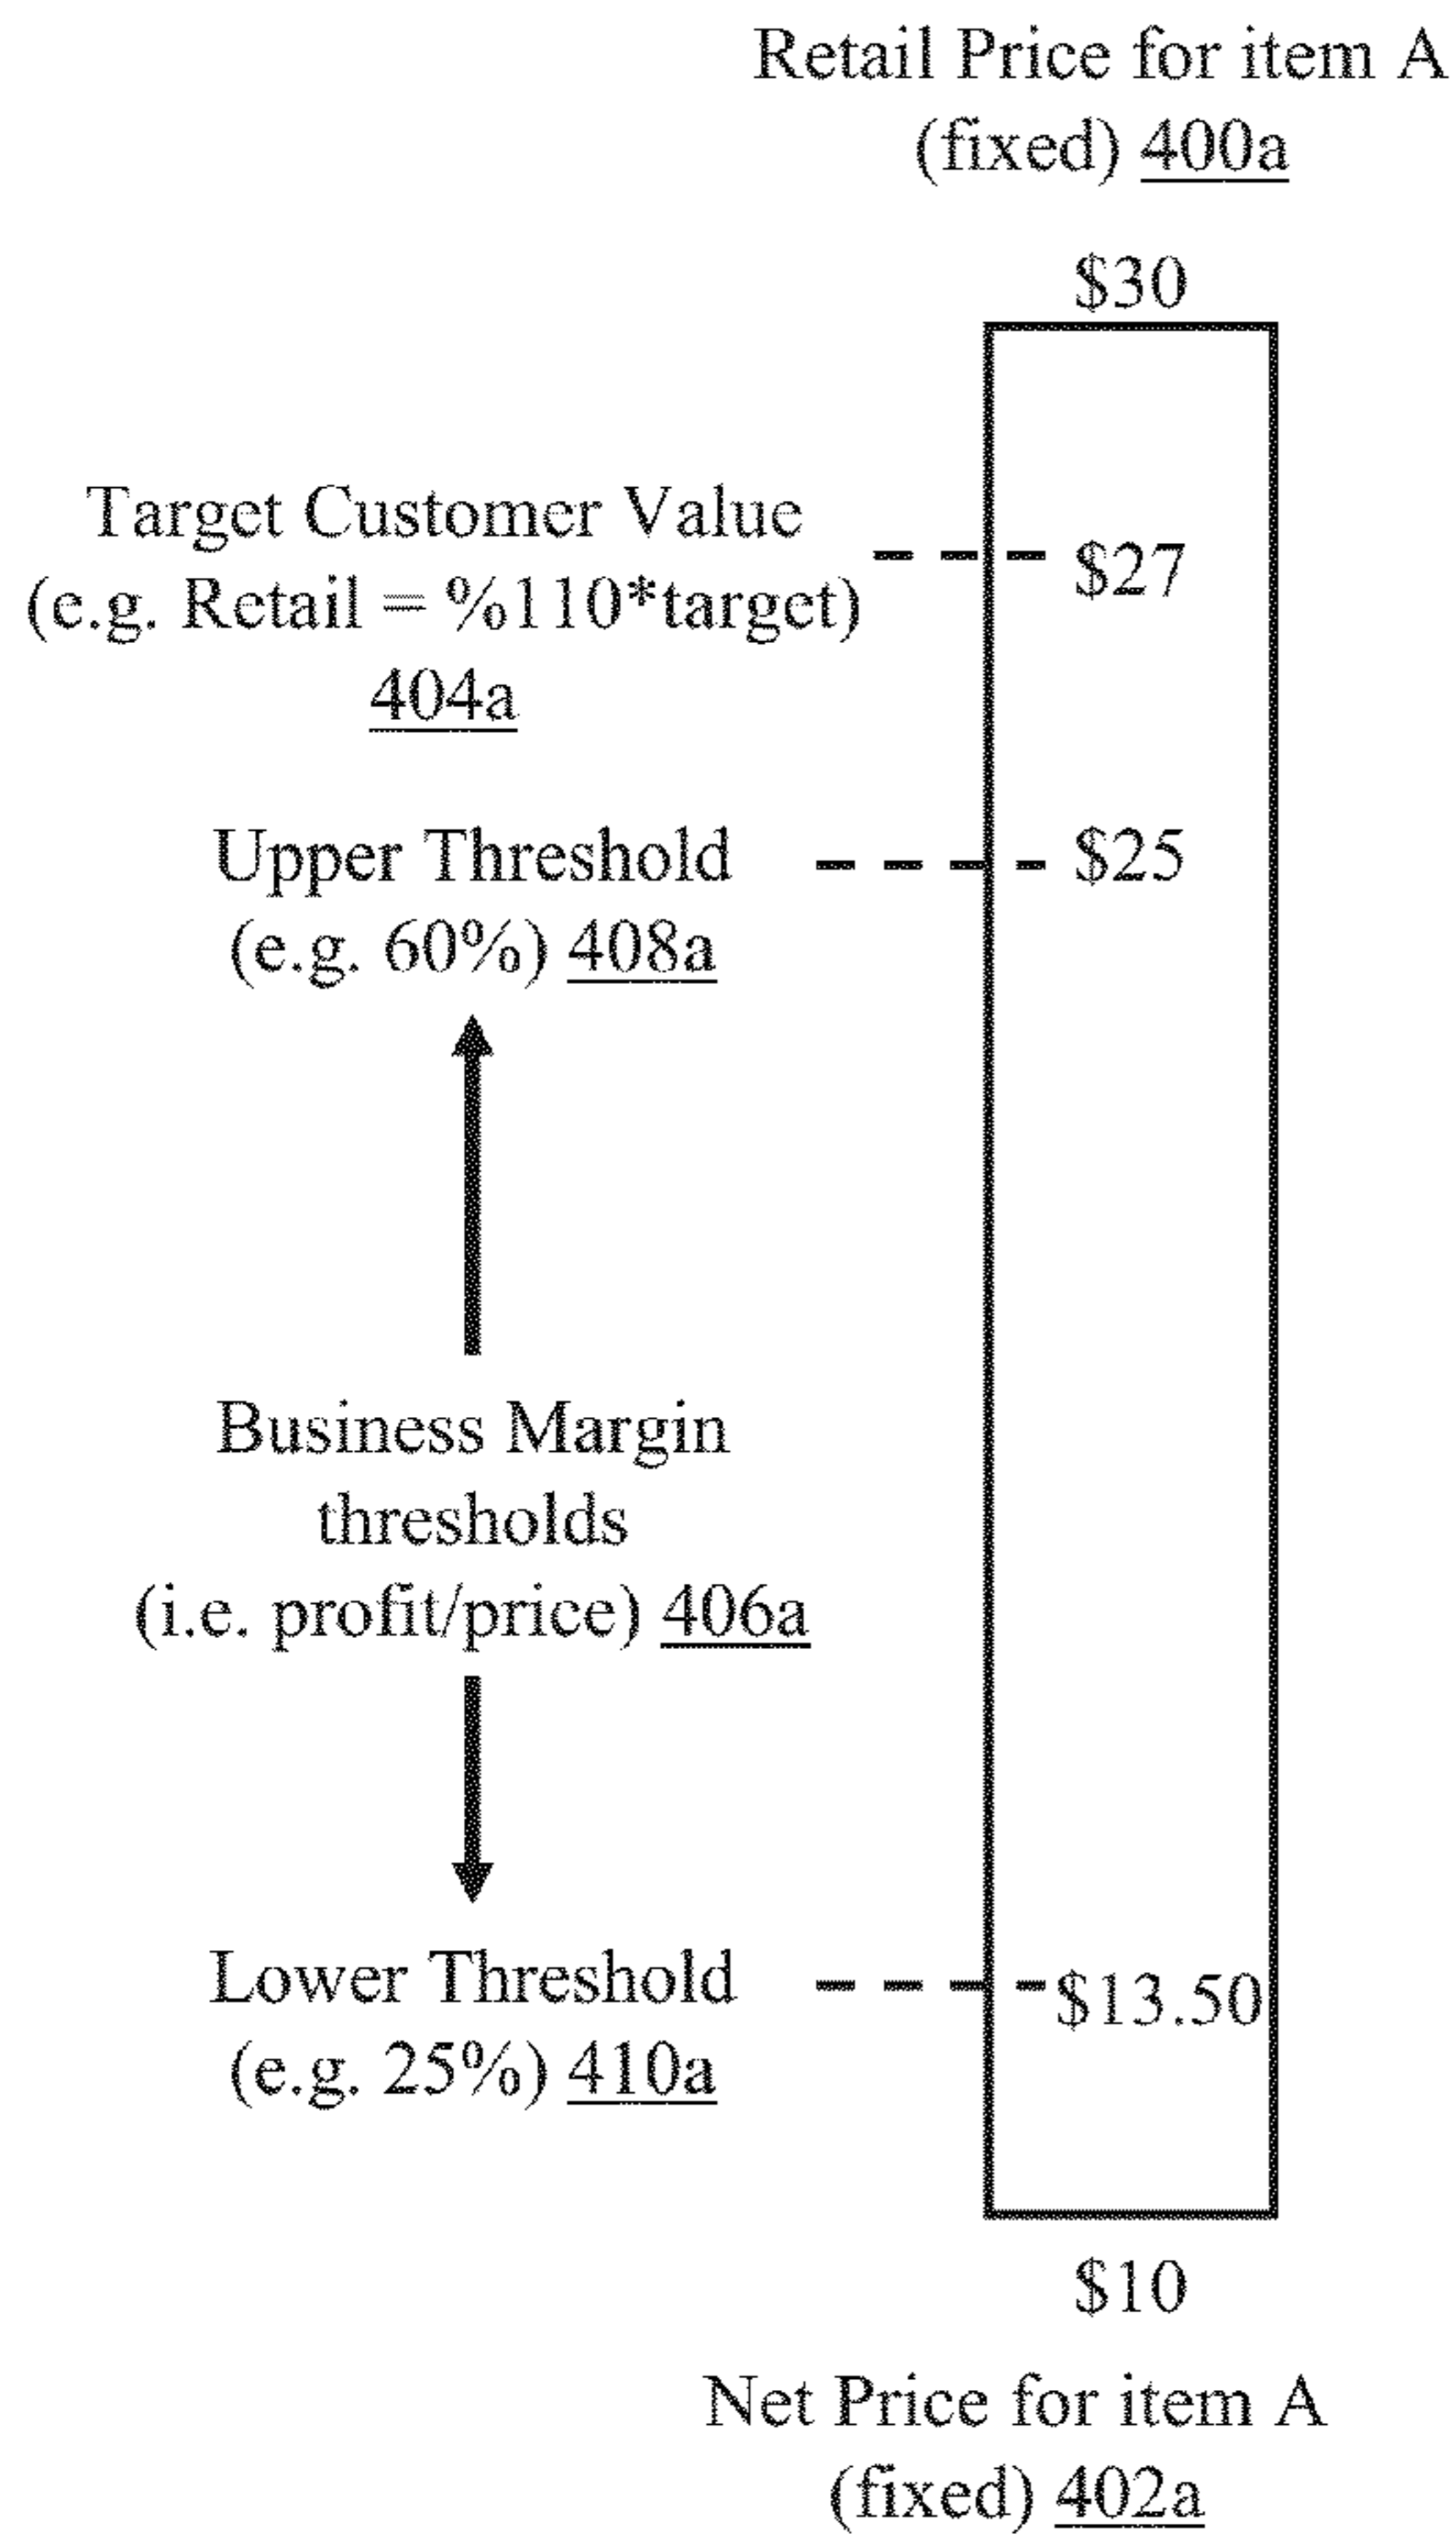 Retail Price for item A
(fixed) 400a
$30
Target Customer Value
(e.g. Retail = %110*target)
404a
$27
Upper Threshold
(e.g. 60%) 408a
$25
Business Margin
thresholds
(i.e. profit/price) 406a
Lower Threshold
(e.g. 25%) 410a
$13.50
$10
Net Price for item A
(fixed) 402a